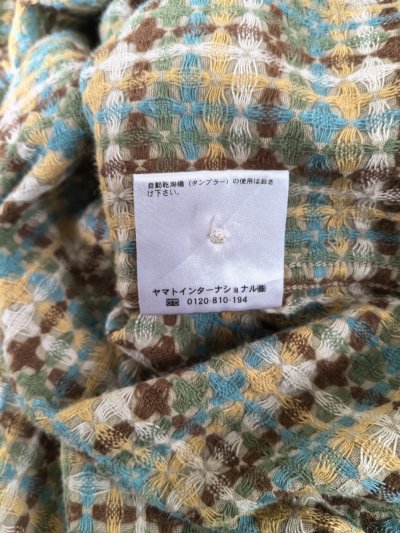 自動乾燥機（タンブラー）の使用はおさ
け下さい。
ヤマトインターナショナル㈱
0120-810-194